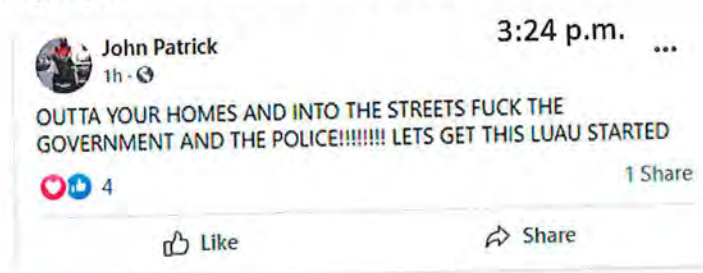 3:24 p.m.
John Patrick
1h ·
OUTTA YOUR HOMES AND INTO THE STREETS FUCK THE
GOVERNMENT AND THE POLICE!!!!!!!! LETS GET THIS LUAU STARTED
4
1 Share
Like
Share